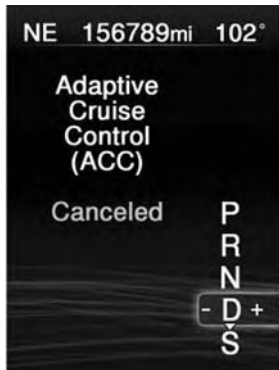 NE 156789mi 102°
Adaptive
Cruise
Control
(ACC)
Canceled
P
R
N
- D +
S